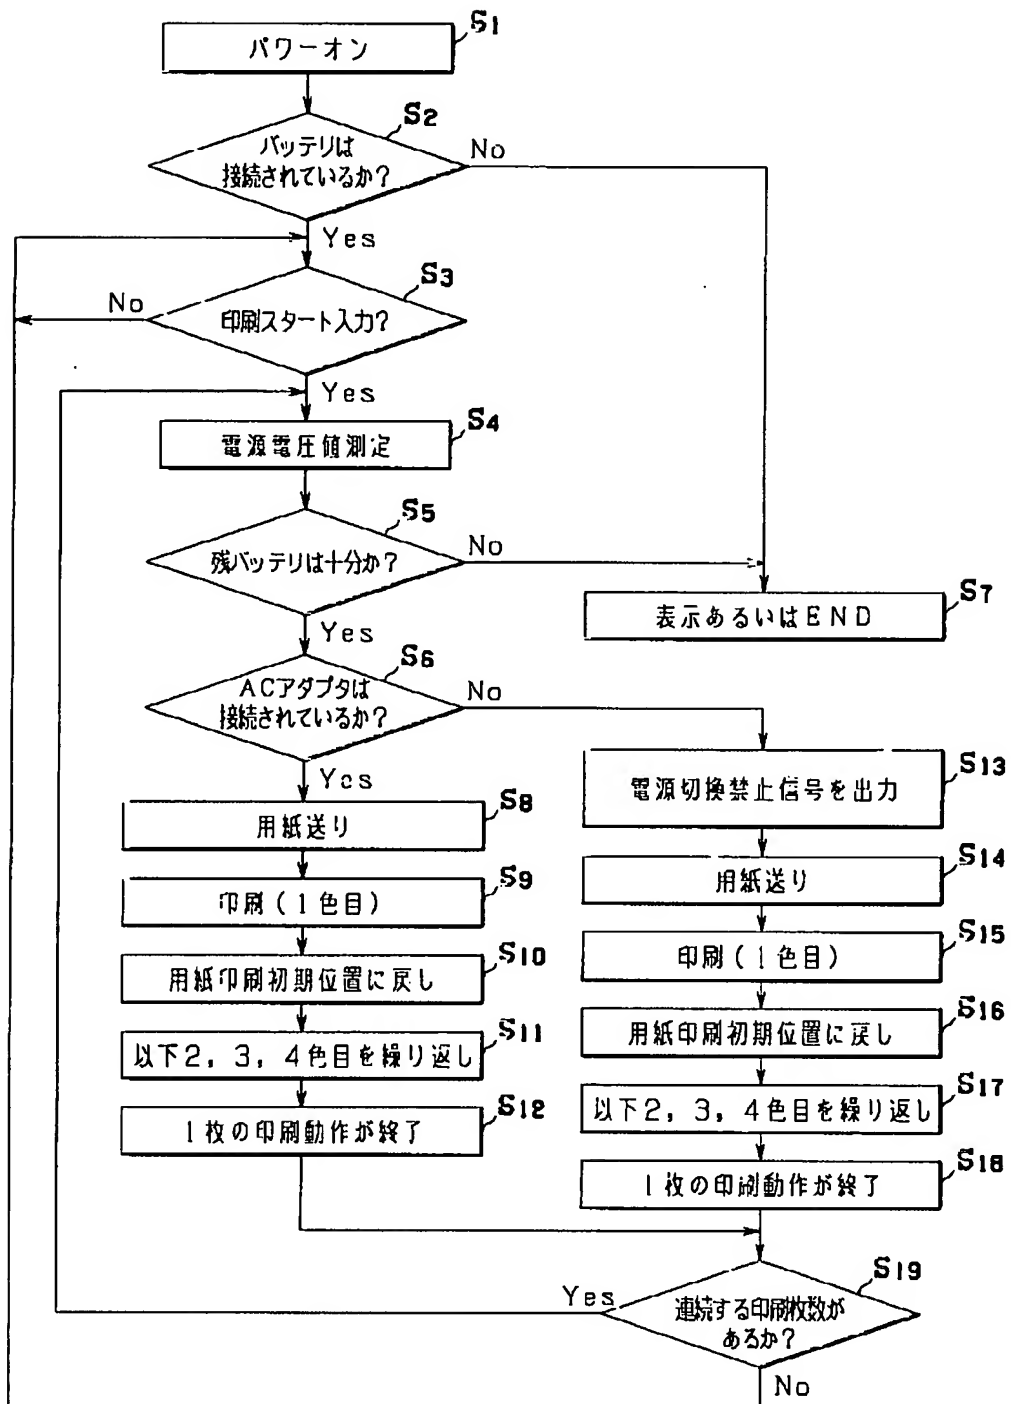 S1
パワーオン
S2
バッテリは
接続されているか?
No
Yes
S3
印刷スタート入力?
No
Yes
S4
電源電圧値測定
S5
残バッテリは十分か?
No
Yes
S7
表示あるいはEND
S6
ACアダプタは
接続されているか?
No
Yes
S8
用紙送り
S9
印刷(1色目)
S10
用紙印刷初期位置に戻し
S11
以下2,3,4色目を繰り返し
S12
1枚の印刷動作が終了
S13
電源切換禁止信号を出力
S14
用紙送り
S15
印刷(1色目)
S16
用紙印刷初期位置に戻し
S17
以下2,3,4色目を繰り返し
S18
1枚の印刷動作が終了
S19
連続する印刷枚数が
あるか?
Yes
No